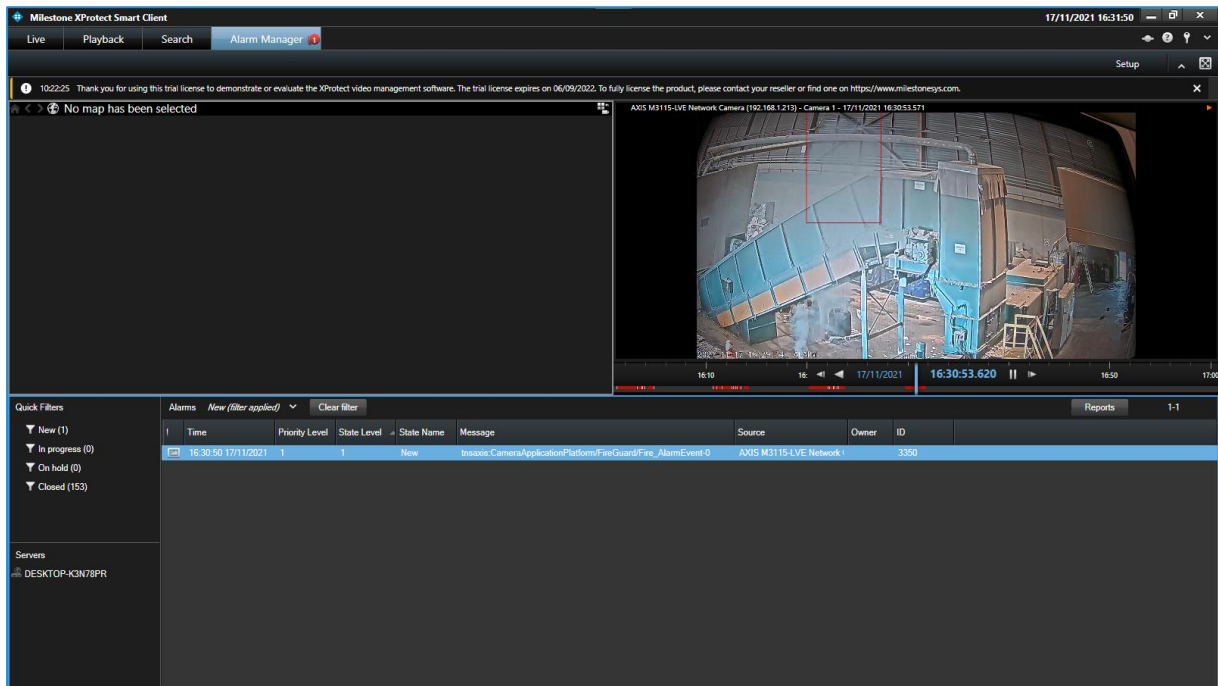 Milestone XProtect Smart Client
17/11/2021 16:31:50
Live Playback Search Alarm Manager 1
Setup
10:22:25 Thank you for using this trial license to demonstrate or evaluate the XProtect video management software. The trial license expires on 06/09/2022. To fully license the product, please contact your reseller or find one on https://www.milestonesys.com.
No map has been selected
AXIS M3115-LVE Network Camera (192.168.1.213) - Camera 1 - 17/11/2021 16:30:53.571
16:10 16: 17/11/2021 16:30:53.620 16:50 17:00
Quick Filters
New (1)
In progress (0)
On hold (0)
Closed (153)
Servers
DESKTOP-K3N78PR
Alarms New (filter applied) Clear filter Reports 1-1
! Time Priority Level State Level State Name Message Source Owner ID
16:30:50 17/11/2021 1 1 New tnsaxis:CameraApplicationPlatform/FireGuard/Fire_AlarmEvent-0 AXIS M3115-LVE Network 3350